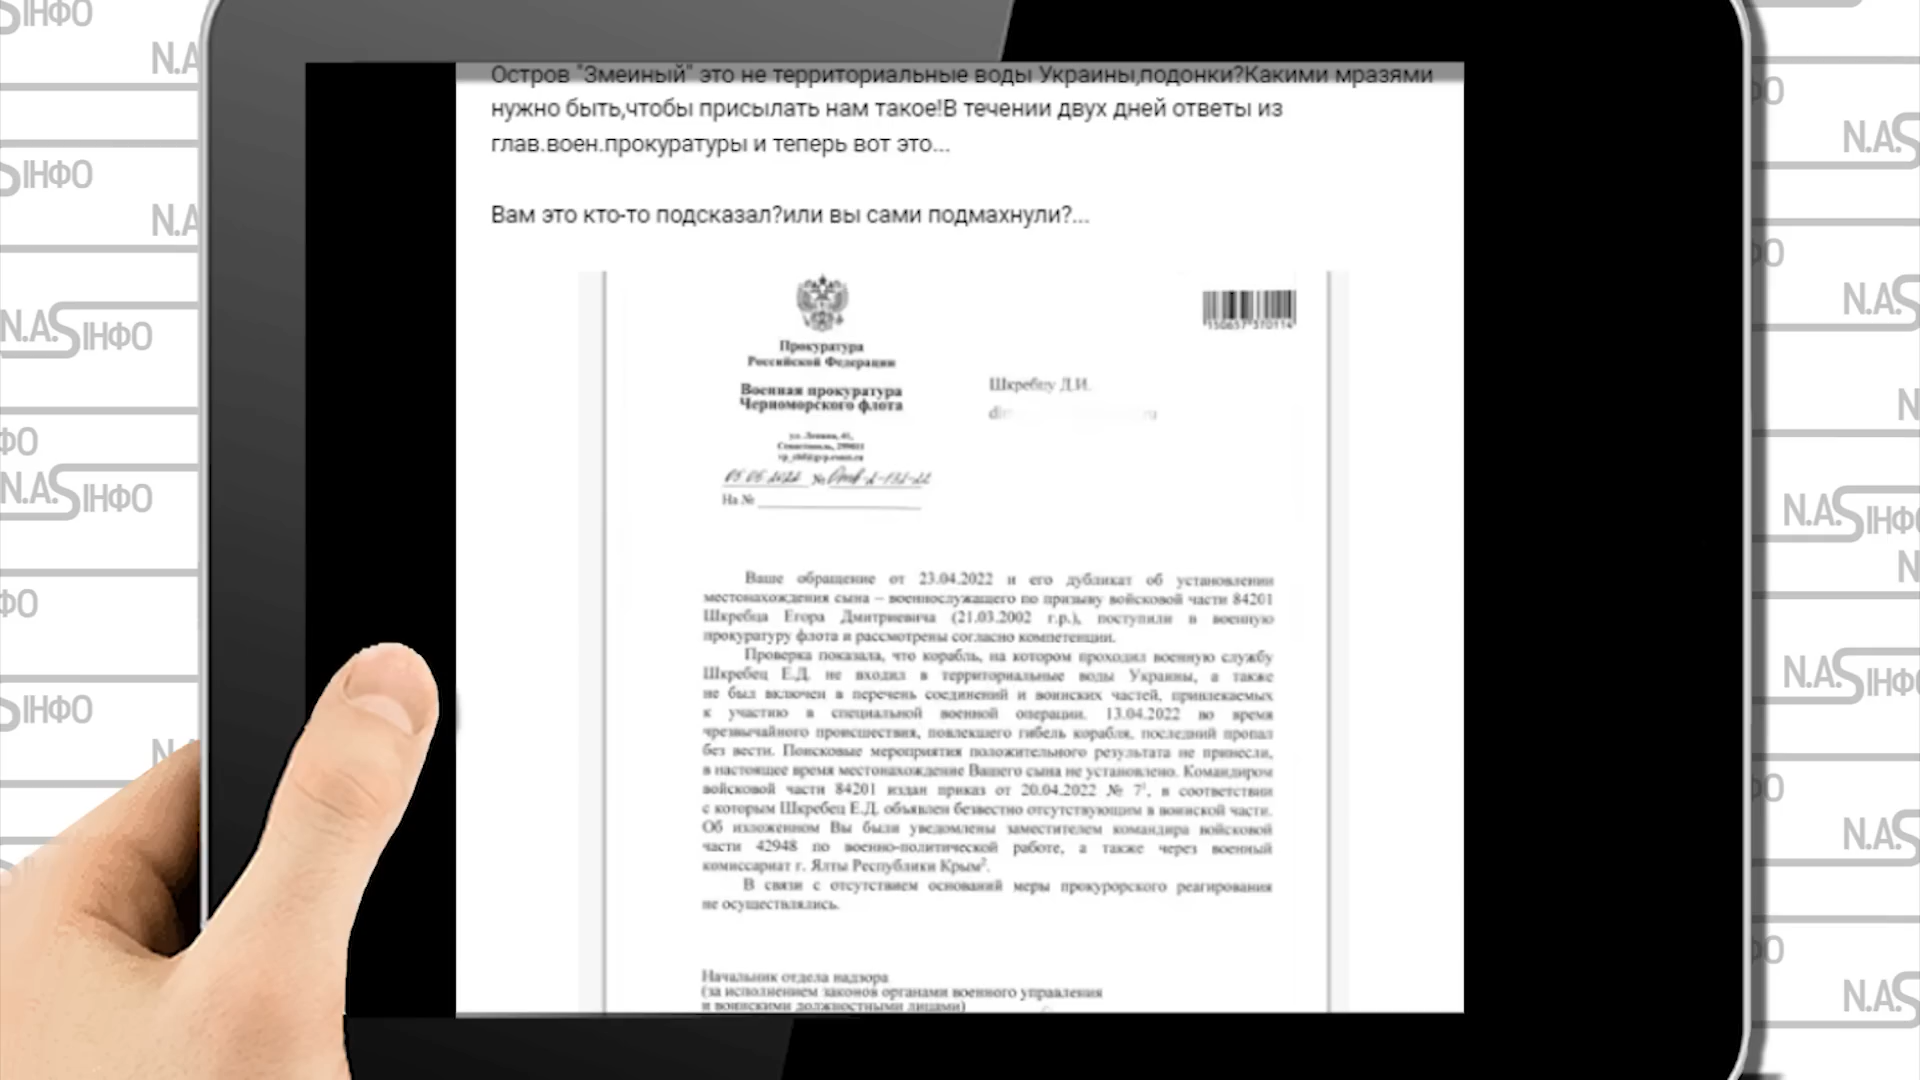 Остров "Змеиный" это не территориальные воды Украины,подонки?Какими мразями
нужно быть,чтобы присылать нам такое!В течении двух дней ответы из
глав.воен.прокуратуры и теперь вот это...
Вам это кто-то подсказал?или вы сами подмахнули?...
150657 370114
Прокуратура
Российской Федерации
Военная прокуратура
Черноморского флота
Шкребцу Д.И.
На №
Ваше обращение от 23.04.2022 и его дубликат об установлении
местонахождения сына – военнослужащего по призыву войсковой части 84201
Шкребца Егора Дмитриевича (21.03.2002 г.р.), поступили в военную
прокуратуру флота и рассмотрены согласно компетенции.
Проверка показала, что корабль, на котором проходил военную службу
Шкребец Е.Д. не входил в территориальные воды Украины, а также
не был включен в перечень соединений и воинских частей, привлекаемых
к участию в специальной военной операции. 13.04.2022 во время
чрезвычайного происшествия, повлекшего гибель корабля, последний пропал
без вести. Поисковые мероприятия положительного результата не принесли,
в настоящее время местонахождение Вашего сына не установлено. Командиром
войсковой части 84201 издан приказ от 20.04.2022 № 7¹, в соответствии
с которым Шкребец Е.Д. объявлен безвестно отсутствующим в воинской части.
Об изложенном Вы были уведомлены заместителем командира войсковой
части 42948 по военно-политической работе, а также через военный
комиссариат г. Ялты Республики Крым².
В связи с отсутствием оснований меры прокурорского реагирования
не осуществлялись.
Начальник отдела надзора
(за исполнением законов органами военного управления
и воинскими должностными лицами)
N.A.SІНФО